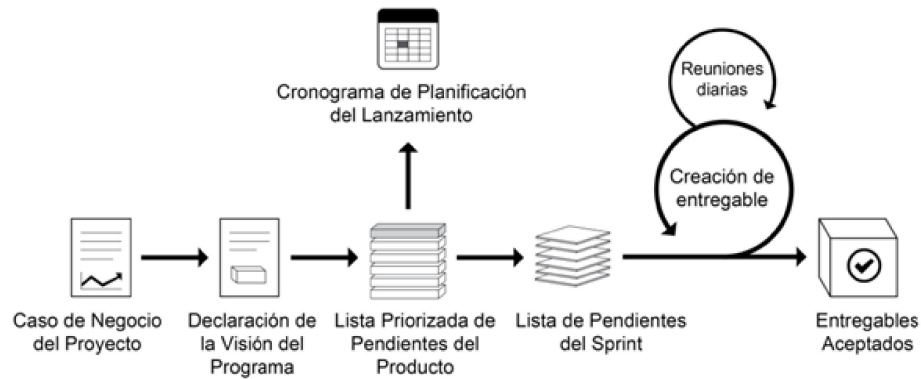 Reuniones
diarias
Cronograma de Planificación
del Lanzamiento
Creación de
entregable
Caso de Negocio
del Proyecto
Declaración de
la Visión del
Programa
Lista Priorizada de
Pendientes del
Producto
Lista de Pendientes
del Sprint
Entregables
Aceptados